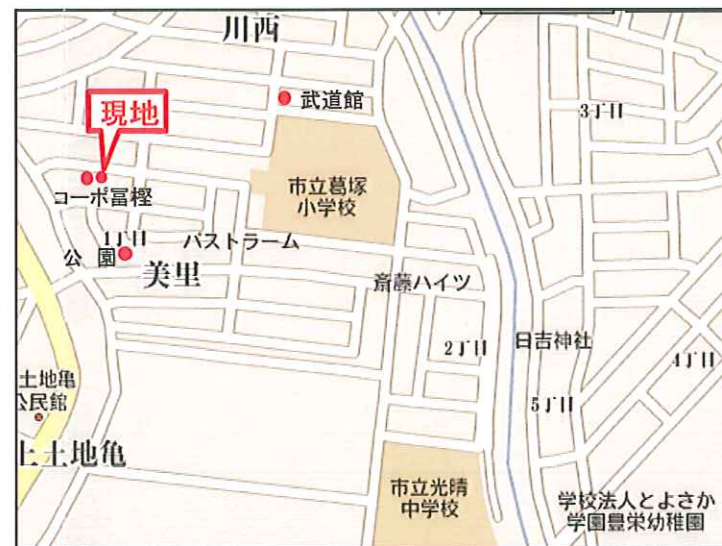 川西
武道館
3丁目
現地
コーポ冨樫
市立葛塚
小学校
1丁目
パストラーム
公園
美里
斎藤ハイツ
2丁目
日吉神社
4丁目
5丁目
土地亀
公民館
上土地亀
市立光晴
中学校
学校法人とよさか
学園豊栄幼稚園